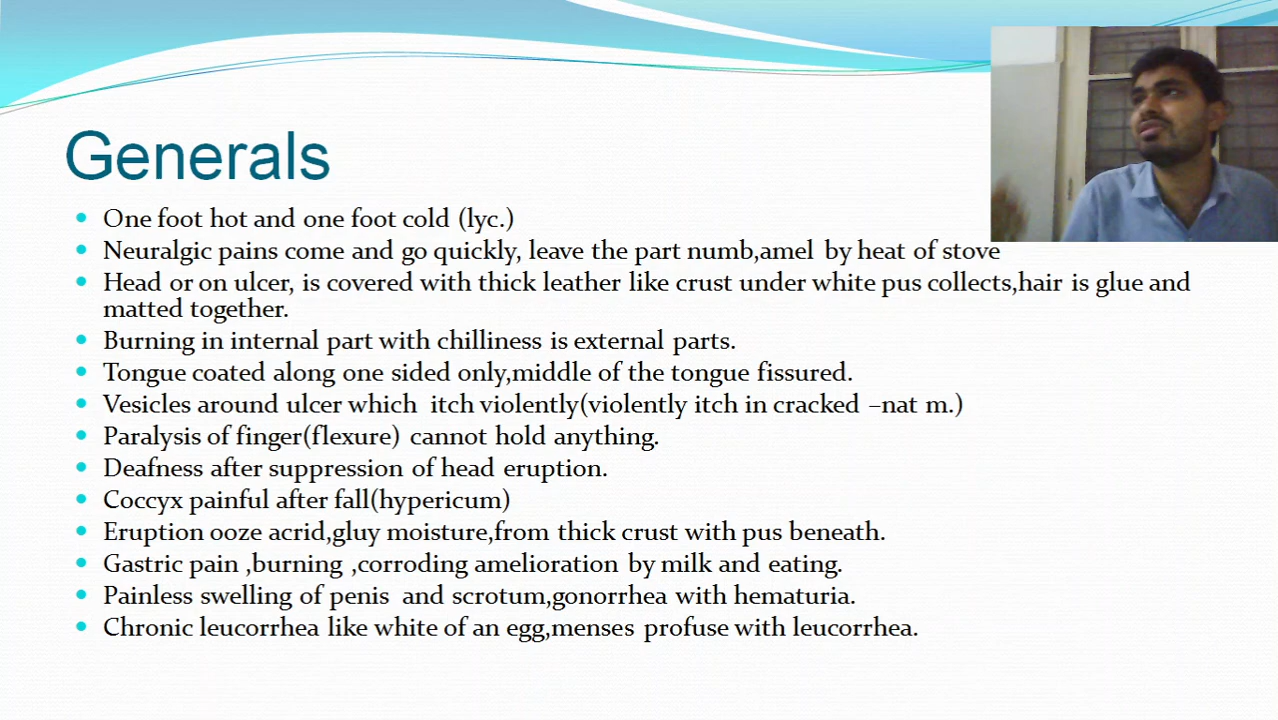 Generals
One foot hot and one foot cold (lyc.)
Neuralgic pains come and go quickly, leave the part numb,amel by heat of stove
Head or on ulcer, is covered with thick leather like crust under white pus collects,hair is glue and
matted together.
Burning in internal part with chilliness is external parts.
Tongue coated along one sided only,middle of the tongue fissured.
Vesicles around ulcer which itch violently(violently itch in cracked –nat m.)
Paralysis of finger(flexure) cannot hold anything.
Deafness after suppression of head eruption.
Coccyx painful after fall(hypericum)
Eruption ooze acrid,gluy moisture,from thick crust with pus beneath.
Gastric pain ,burning ,corroding amelioration by milk and eating.
Painless swelling of penis and scrotum,gonorrhea with hematuria.
Chronic leucorrhea like white of an egg,menses profuse with leucorrhea.